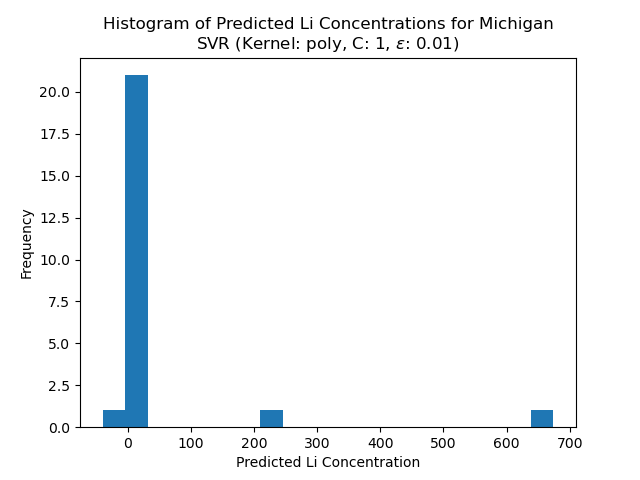 Histogram of Predicted Li Concentrations for Michigan
SVR (Kernel: poly, C: 1, ε: 0.01)
20.0
17.5
15.0
12.5
10.0
7.5
5.0
2.5
0.0
Frequency
0 100 200 300 400 500 600 700
Predicted Li Concentration